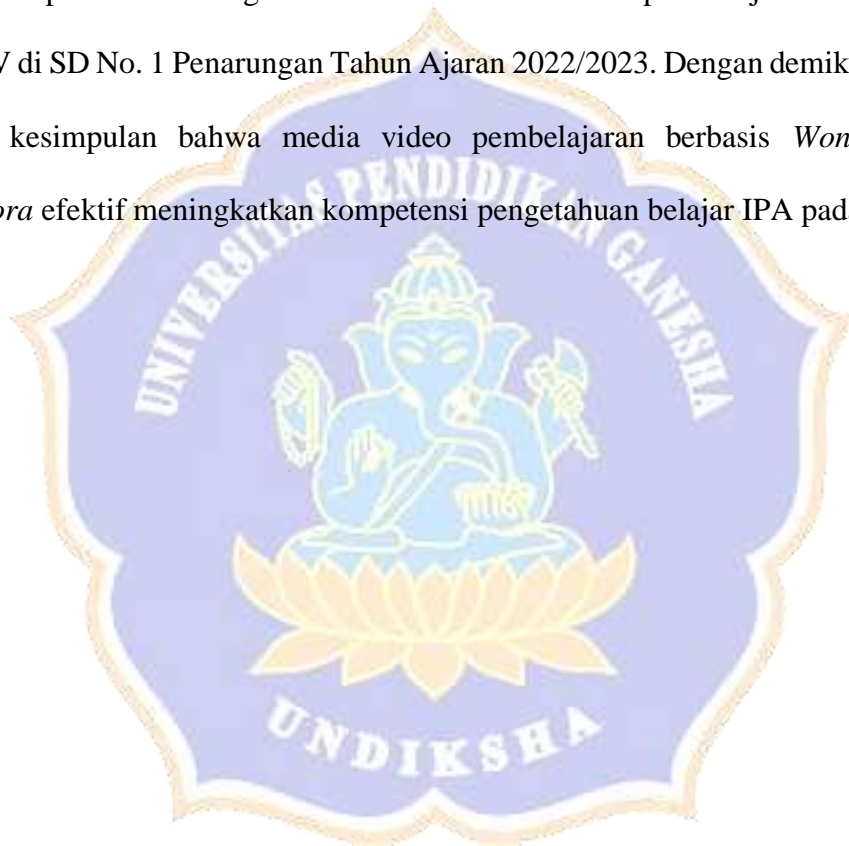 V di SD No. 1 Penarungan Tahun Ajaran 2022/2023. Dengan demik
kesimpulan bahwa media video pembelajaran berbasis Won
ora efektif meningkatkan kompetensi pengetahuan belajar IPA pada
UNIVERSITAS PENDIDIKAN GANESHA
UNDIKSHA